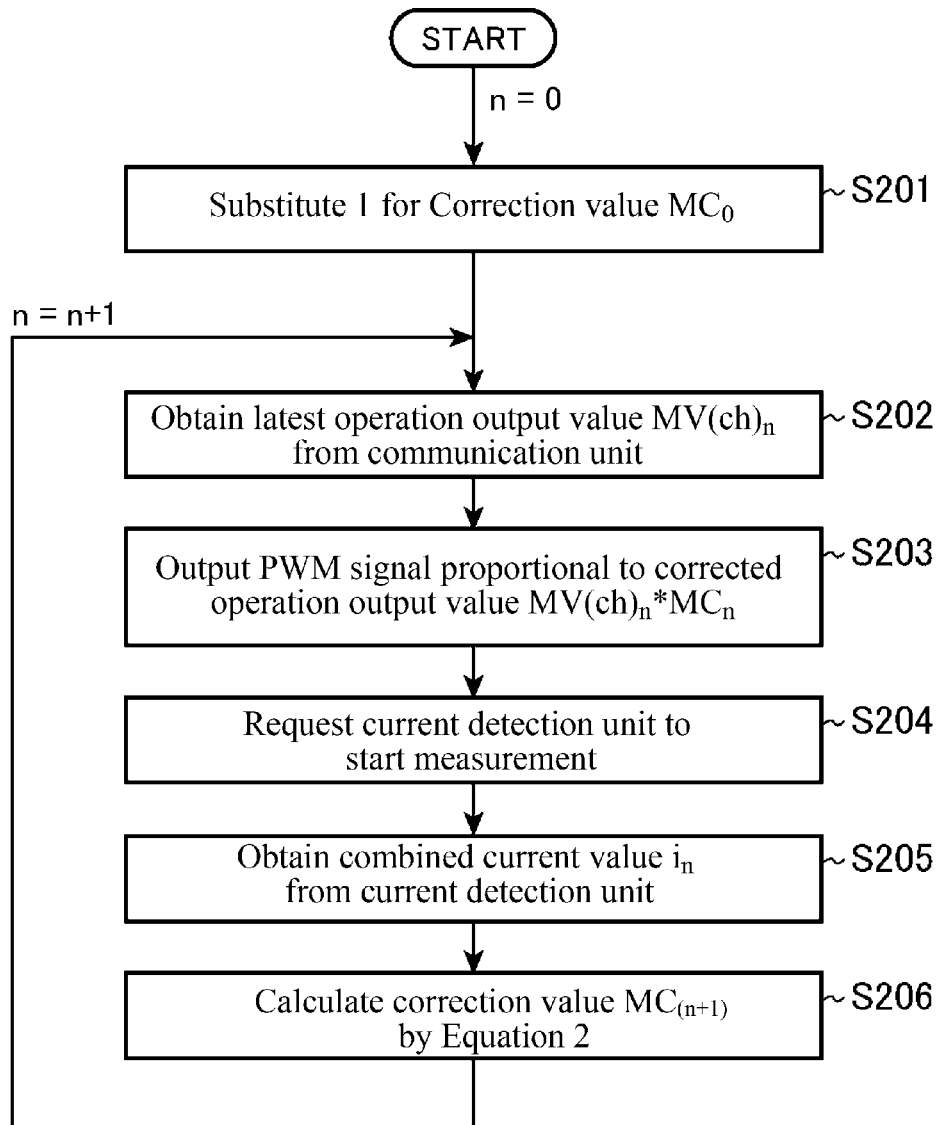 START
n = 0
Substitute 1 for Correction value MC₀
S201
n = n+1
Obtain latest operation output value MV(ch)ₙ
from communication unit
S202
Output PWM signal proportional to corrected
operation output value MV(ch)ₙ*MCₙ
S203
Request current detection unit to
start measurement
S204
Obtain combined current value iₙ
from current detection unit
S205
Calculate correction value MC₍ₙ₊₁₎
by Equation 2
S206